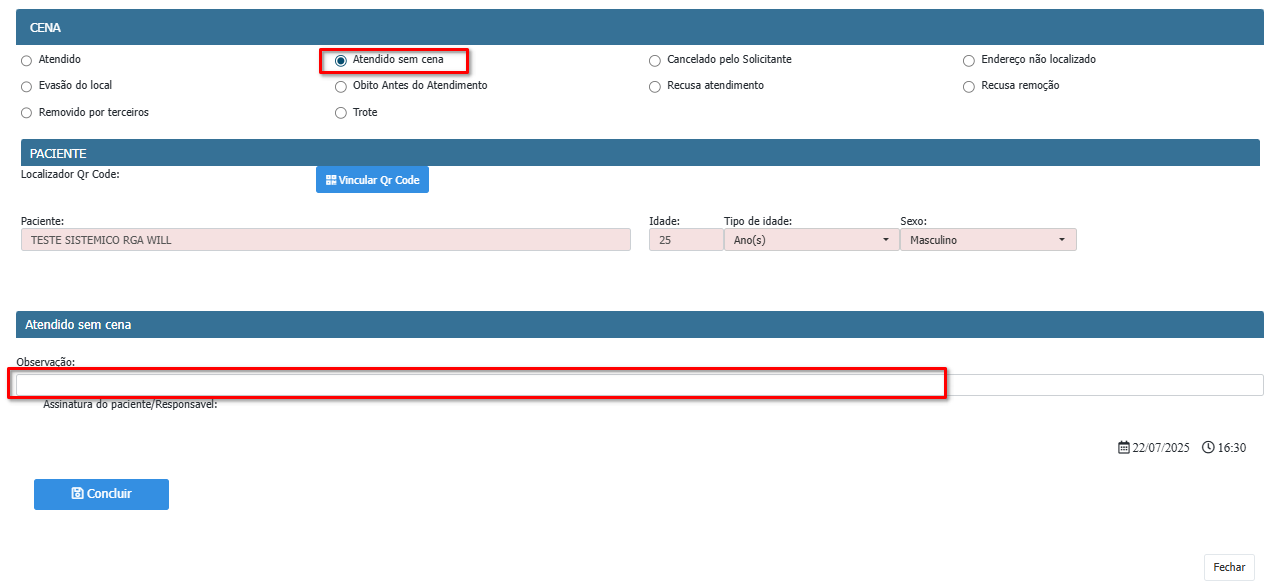 CENA
Atendido Atendido sem cena Cancelado pelo Solicitante Endereço não localizado
Evasão do local Obito Antes do Atendimento Recusa atendimento Recusa remoção
Removido por terceiros Trote
PACIENTE
Localizador Qr Code: Vincular Qr Code
Paciente: Idade: Tipo de idade: Sexo:
TESTE SISTEMICO RGA WILL 25 Ano(s) Masculino
Atendido sem cena
Observação:
Assinatura do paciente/Responsavel:
22/07/2025 16:30
Concluir
Fechar